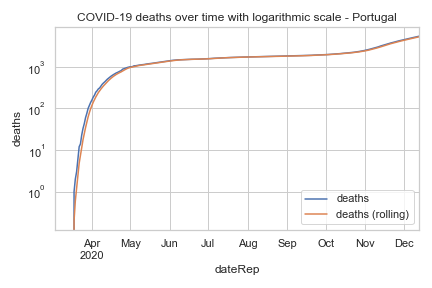 COVID-19 deaths over time with logarithmic scale - Portugal
deaths
10³
10²
10¹
10⁰
deaths
deaths (rolling)
Apr May Jun Jul Aug Sep Oct Nov Dec
2020
dateRep